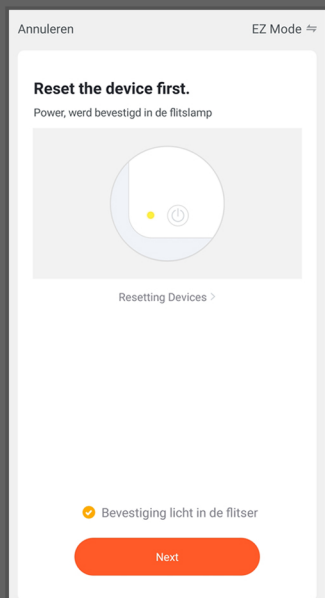 Annuleren
EZ Mode
Reset the device first.
Power, werd bevestigd in de flitslamp
Resetting Devices
Bevestiging licht in de flitser
Next